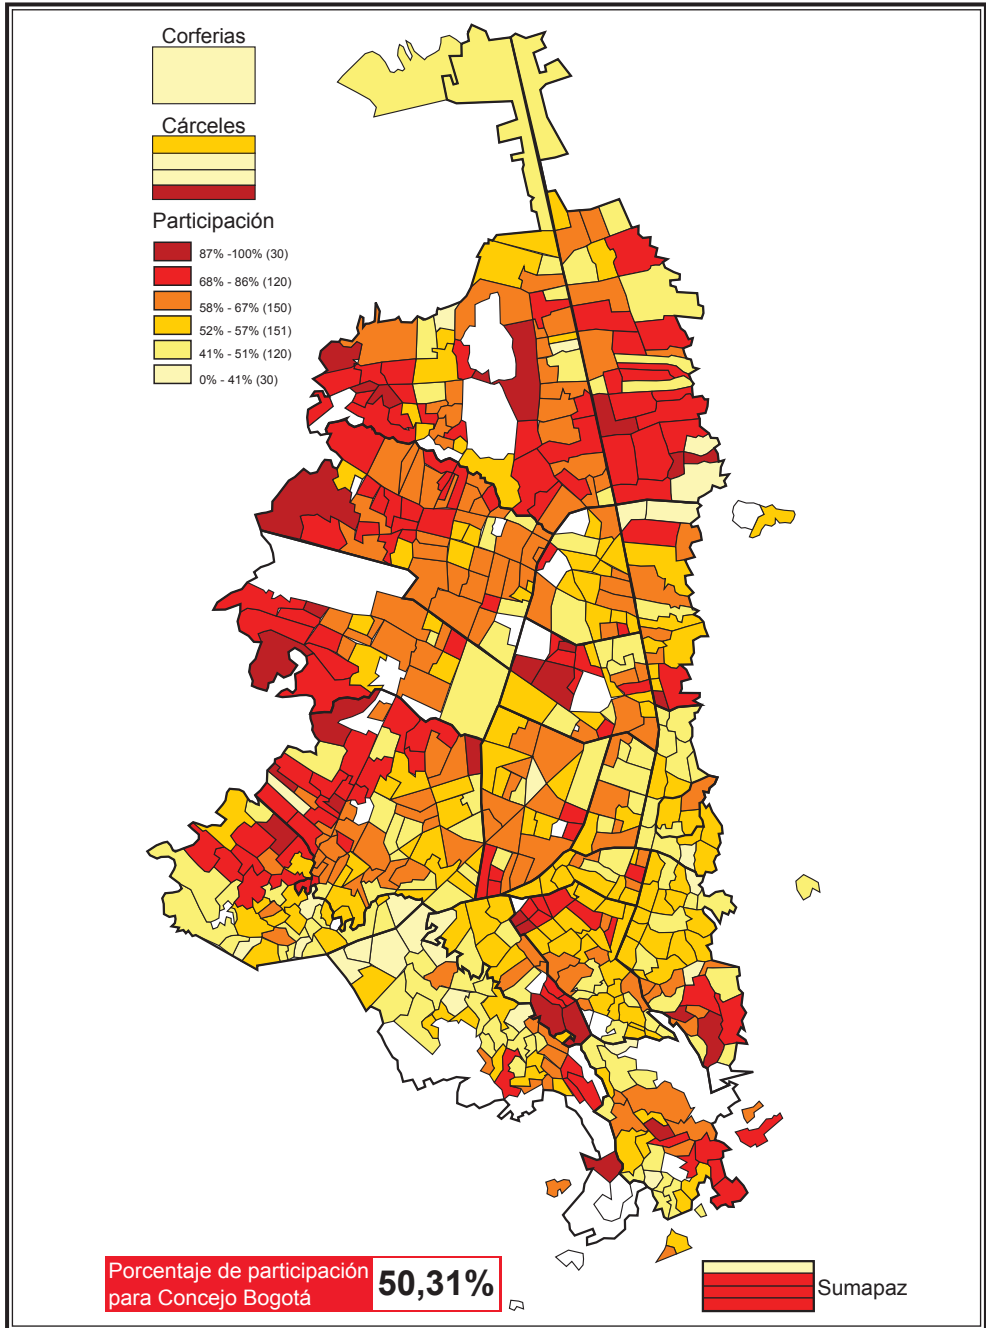 Corferias
Cárceles
Participación
87% -100% (30)
68% - 86% (120)
58% - 67% (150)
52% - 57% (151)
41% - 51% (120)
0% - 41% (30)
Porcentaje de participación
para Concejo Bogotá
50,31%
Sumapaz